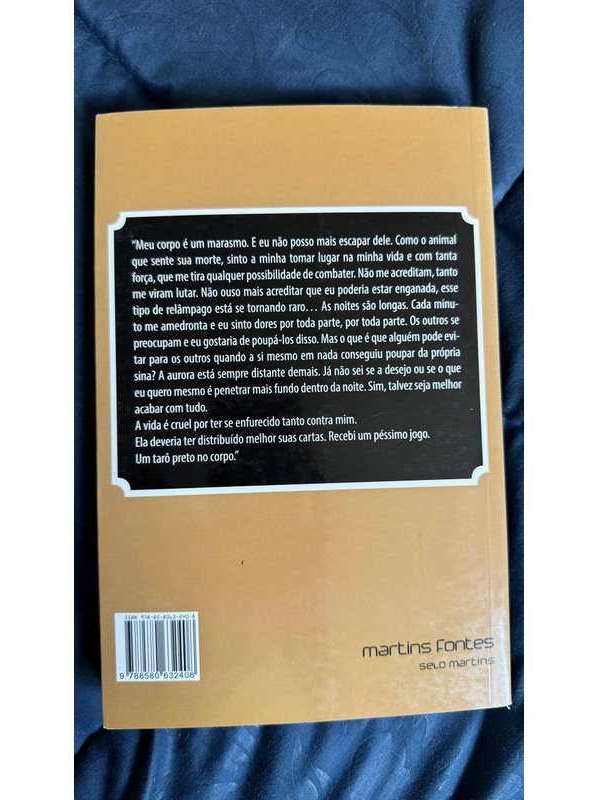 "Meu corpo é um marasmo. E eu não posso mais escapar dele. Como o animal
que sente sua morte, sinto a minha tomar lugar na minha vida e com tanta
força, que me tira qualquer possibilidade de combater. Não me acreditam, tanto
me viram lutar. Não ouso mais acreditar que eu poderia estar enganada, esse
tipo de relâmpago está se tornando raro... As noites são longas. Cada minu-
to me amedronta e eu sinto dores por toda parte, por toda parte. Os outros se
preocupam e eu gostaria de poupá-los disso. Mas o que é que alguém pode evi-
tar para os outros quando a si mesmo em nada conseguiu poupar da própria
sina? A aurora está sempre distante demais. Já não sei se a desejo ou se o que
eu quero mesmo é penetrar mais fundo dentro da noite. Sim, talvez seja melhor
acabar com tudo.
A vida é cruel por ter se enfurecido tanto contra mim.
Ela deveria ter distribuído melhor suas cartas. Recebi um péssimo jogo.
Um tarô preto no corpo."
ISBN 978-85-8063-240-8
9 788580 632408
martins fontes
selo martins